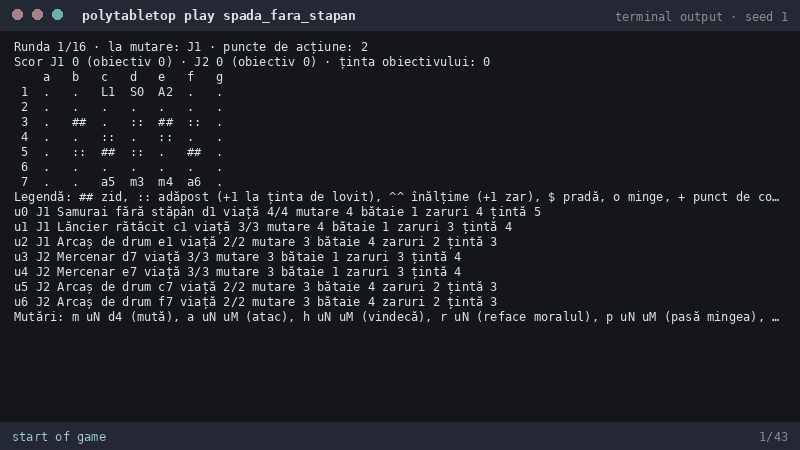 polytabletop play spada_fara_stapan
terminal output · seed 1
Runda 1/16 · la mutare: J1 · puncte de acțiune: 2
Scor J1 0 (obiectiv 0) · J2 0 (obiectiv 0) · ținta obiectivului: 0
a b c d e f g
1 . . L1 S0 A2 . .
2 . . . . . . .
3 . ## . :: ## :: .
4 . . :: . :: . .
5 . :: ## :: . ## .
6 . . . . . . .
7 . . a5 m3 m4 a6 .
Legendă: ## zid, :: adăpost (+1 la ținta de lovit), ^^ înălțime (+1 zar), $ pradă, o minge, + punct de co…
u0 J1 Samurai fără stăpân d1 viață 4/4 mutare 4 bătaie 1 zaruri 4 țintă 5
u1 J1 Lăncier rătăcit c1 viață 3/3 mutare 4 bătaie 1 zaruri 3 țintă 4
u2 J1 Arcaș de drum e1 viață 2/2 mutare 3 bătaie 4 zaruri 2 țintă 3
u3 J2 Mercenar d7 viață 3/3 mutare 3 bătaie 1 zaruri 3 țintă 4
u4 J2 Mercenar e7 viață 3/3 mutare 3 bătaie 1 zaruri 3 țintă 4
u5 J2 Arcaș de drum c7 viață 2/2 mutare 3 bătaie 4 zaruri 2 țintă 3
u6 J2 Arcaș de drum f7 viață 2/2 mutare 3 bătaie 4 zaruri 2 țintă 3
Mutări: m uN d4 (mută), a uN uM (atac), h uN uM (vindecă), r uN (reface moralul), p uN uM (pasă mingea), …
start of game
1/43